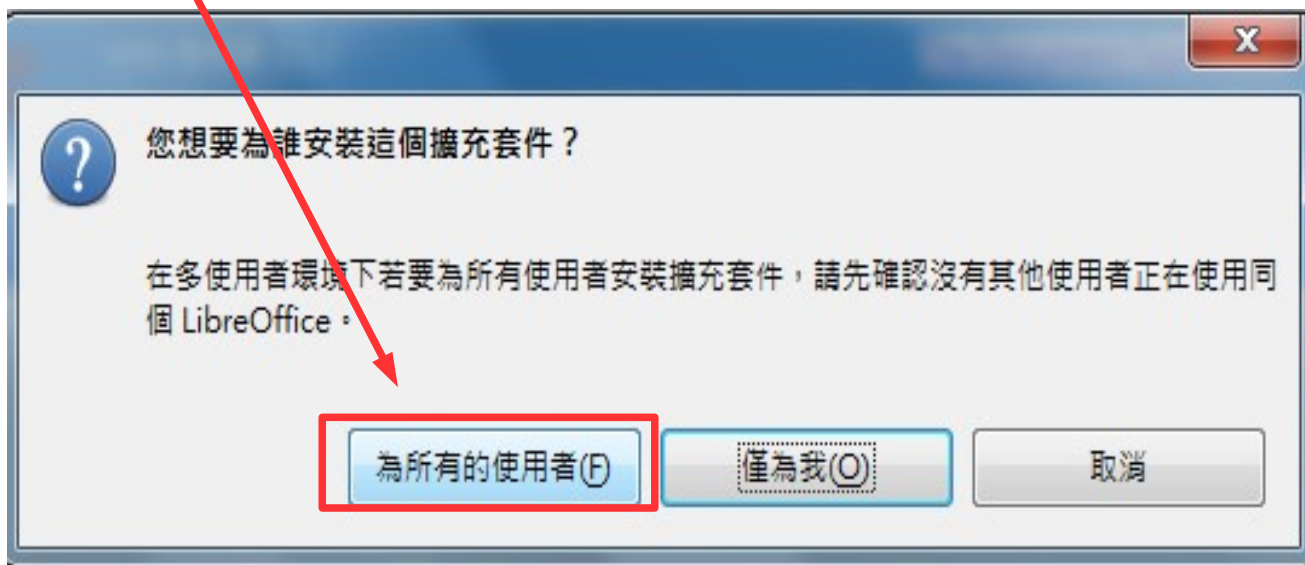 您想要為誰安裝這個擴充套件？
在多使用者環境下若要為所有使用者安裝擴充套件，請先確認沒有其他使用者正在使用同
個 LibreOffice。
為所有的使用者(F) 僅為我(O) 取消